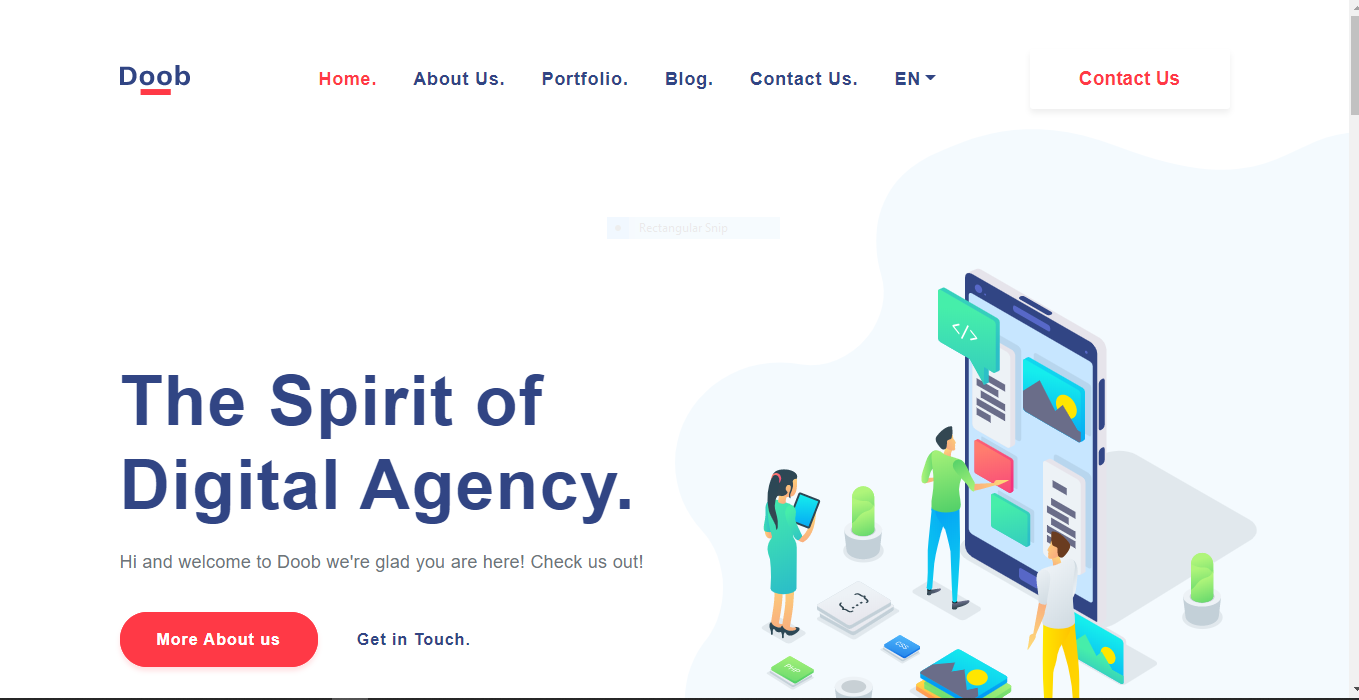 Doob
Home.
About Us.
Portfolio.
Blog.
Contact Us.
EN
Contact Us
Rectangular Snip
</>
The Spirit of
Digital Agency.
Hi and welcome to Doob we're glad you are here! Check us out!
More About us
Get in Touch.
{...}
CSS
PHP